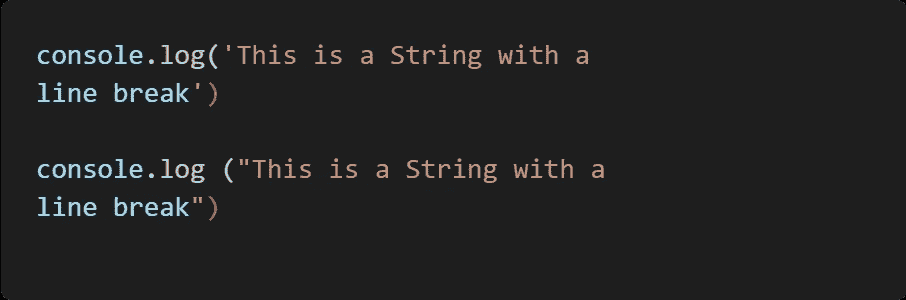 console.log('This is a String with a
line break')
console.log ("This is a String with a
line break")